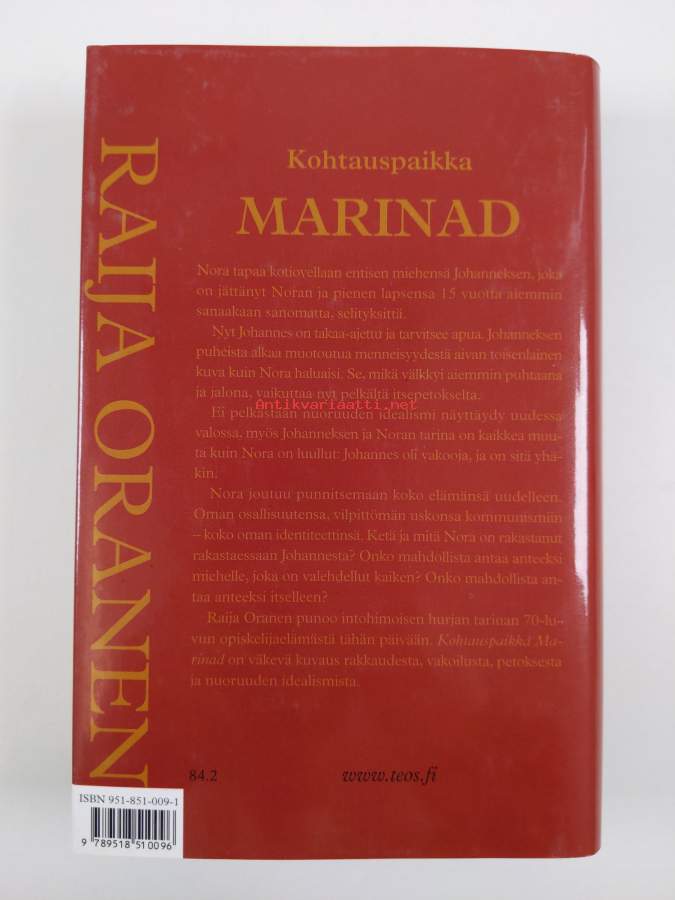 RAIJA ORANEN
Kohtauspaikka
MARINAD
Nora tapaa kotiovellaan entisen miehensä Johanneksen, joka
on jättänyt Noran ja pienen lapsensa 15 vuotta aiemmin
sanaakaan sanomatta, selityksittä.
Nyt Johannes on takaa-ajettu ja tarvitsee apua. Johanneksen
puheista alkaa muotoutua menneisyydestä aivan toisenlainen
kuva kuin Nora haluaisi. Se, mikä välkkyi aiemmin puhtaana
ja jalona, vaikuttaa nyt pelkältä itsepetokselta.
Antikvariaatti.net
Ei pelkästään nuoruuden idealismi näyttäydy uudessa
valossa, myös Johanneksen ja Noran tarina on kaikkea muu-
ta kuin Nora on luullut: Johannes oli vakooja, ja on sitä yhä-
kin.
Nora joutuu punnitsemaan koko elämänsä uudelleen.
Oman osallisuutensa, vilpittömän uskonsa kommunismiin
– koko oman identiteettinsä. Ketä ja mitä Nora on rakastanut
rakastaessaan Johannesta? Onko mahdollista antaa anteeksi
miehelle, joka on valehdellut kaiken? Onko mahdollista an-
taa anteeksi itselleen?
Raija Oranen punoo intohimoisen hurjan tarinan 70-lu-
vun opiskelijaelämästä tähän päivään. Kohtauspaikka Ma-
rinad on väkevä kuvaus rakkaudesta, vakoilusta, petoksesta
ja nuoruuden idealismista.
84.2
www.teos.fi
ISBN 951-851-009-1
9 789518 510096